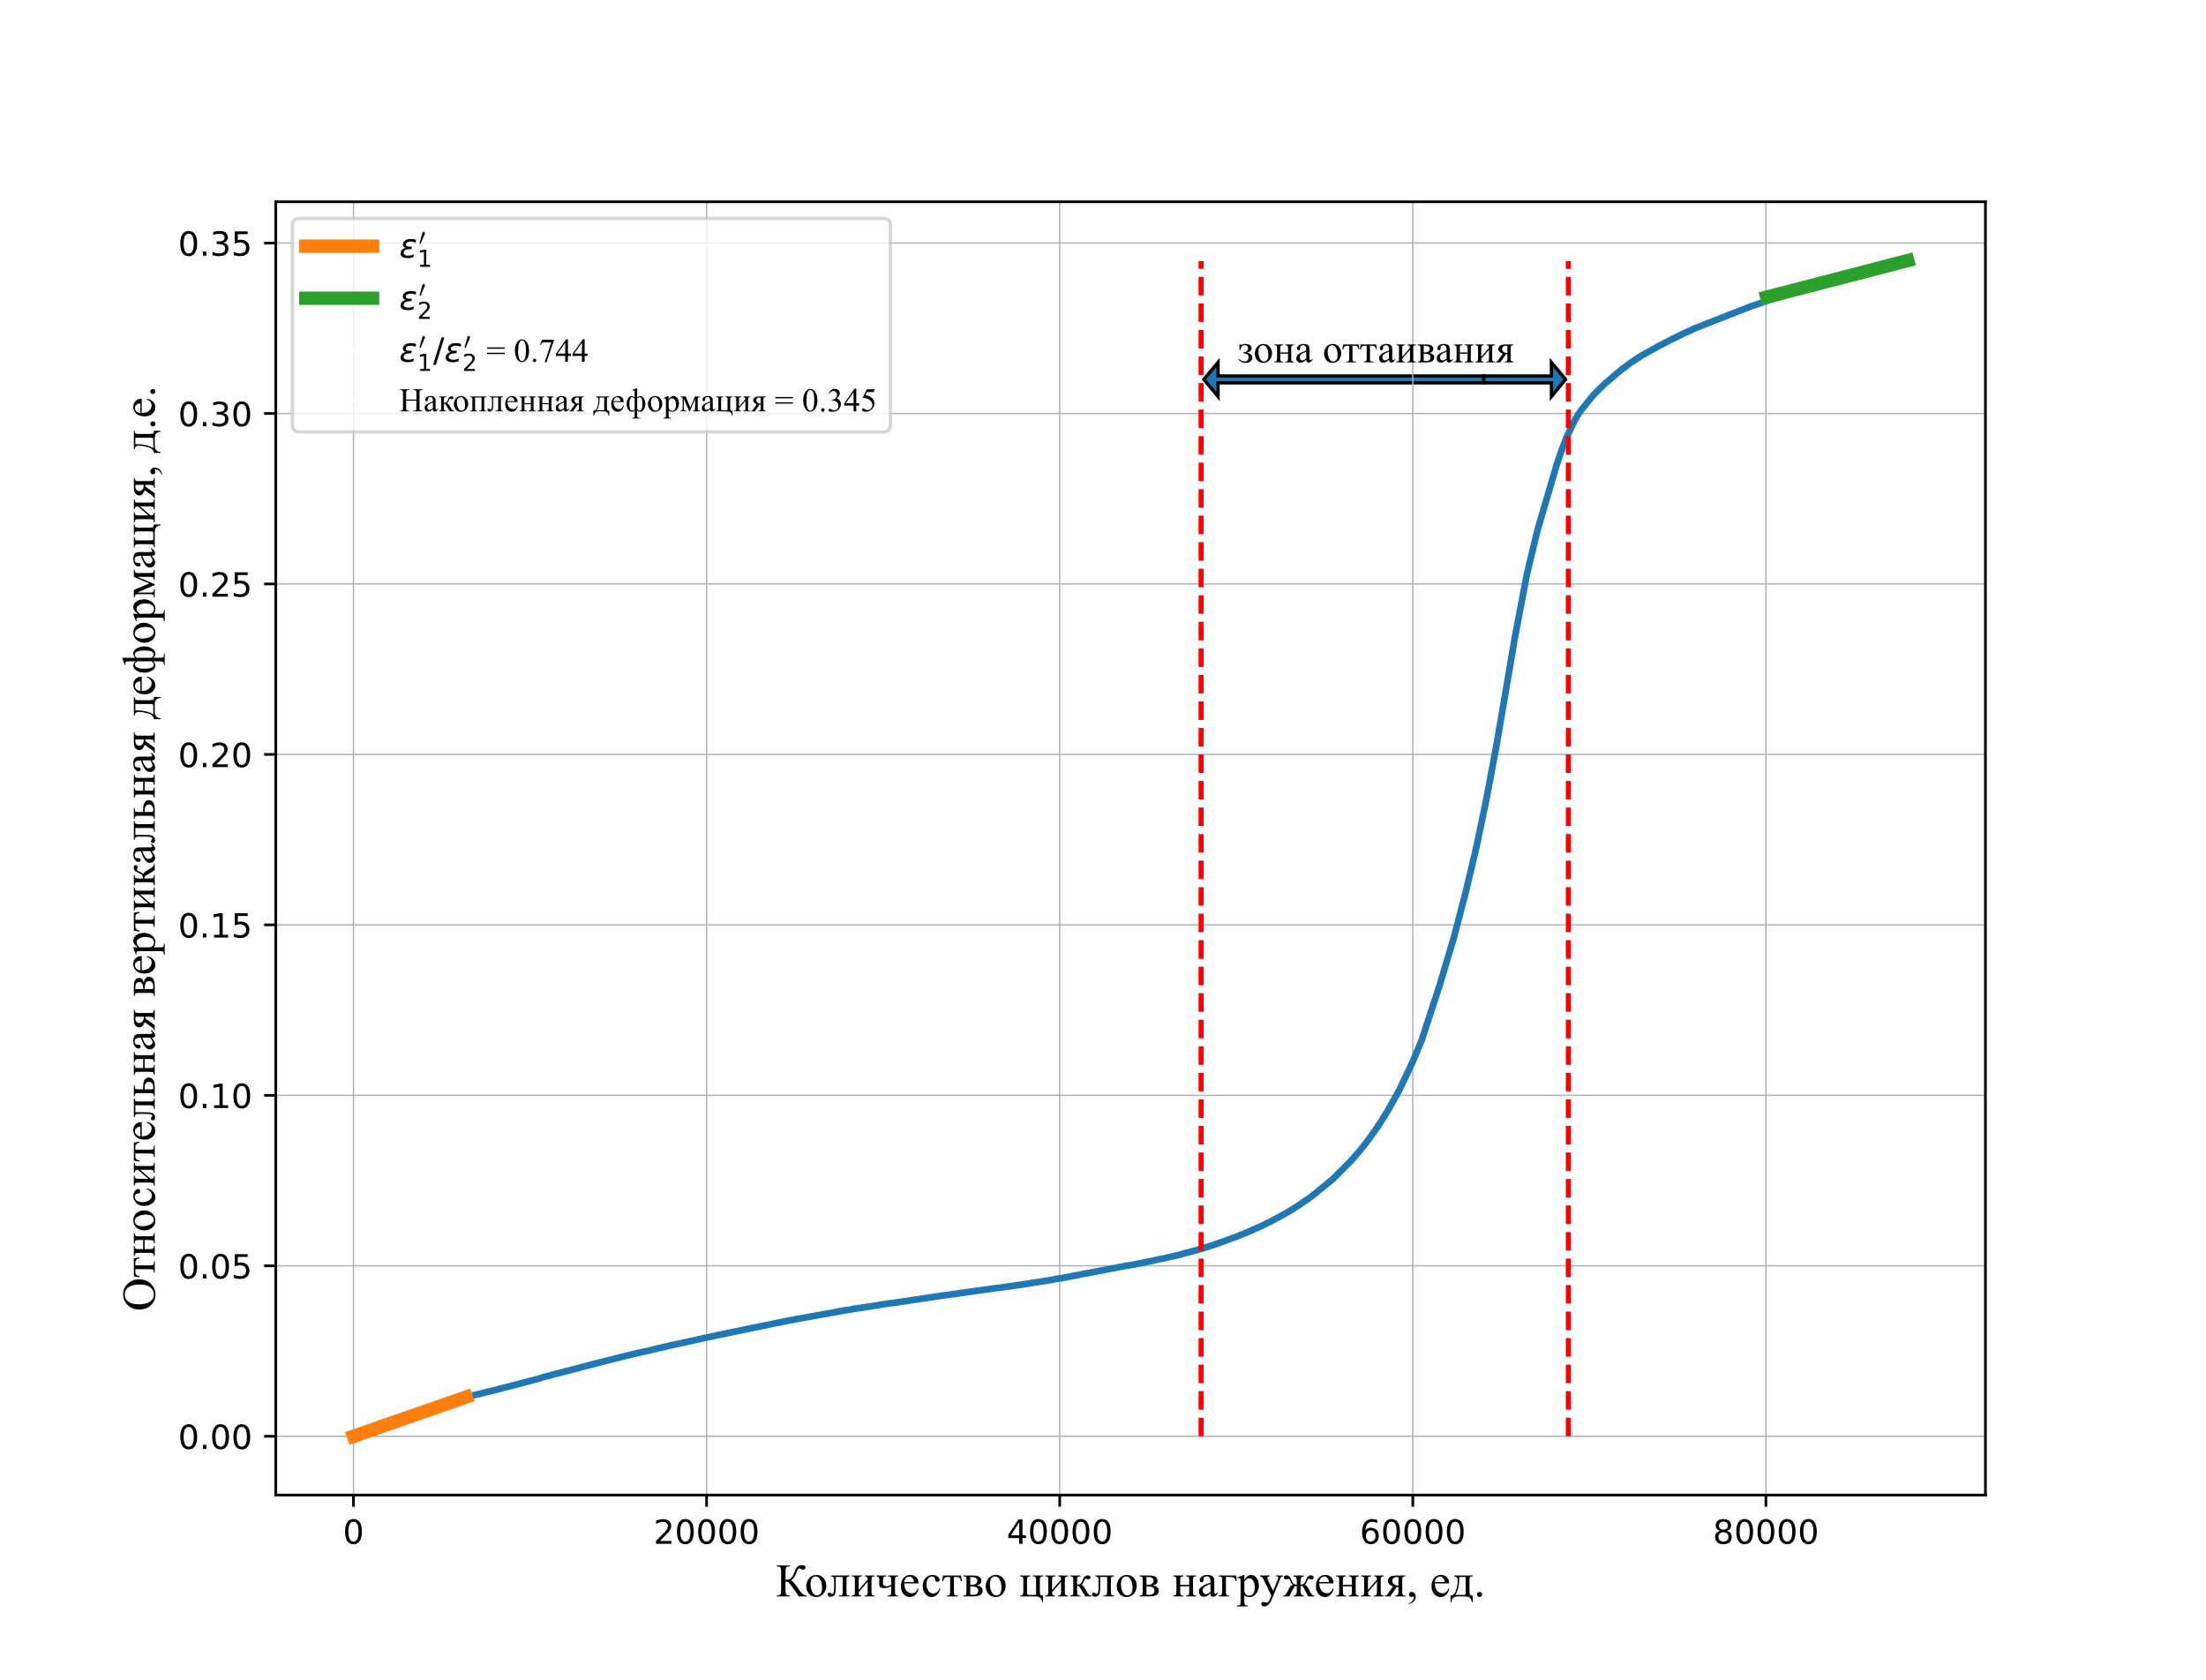 ε′₁
ε′₂
ε′₁/ε′₂ = 0.744
Накопленная деформация = 0.345
зона оттаивания
0.35
0.30
0.25
0.20
0.15
0.10
0.05
0.00
Относительная вертикальная деформация, д.е.
0 20000 40000 60000 80000
Количество циклов нагружения, ед.